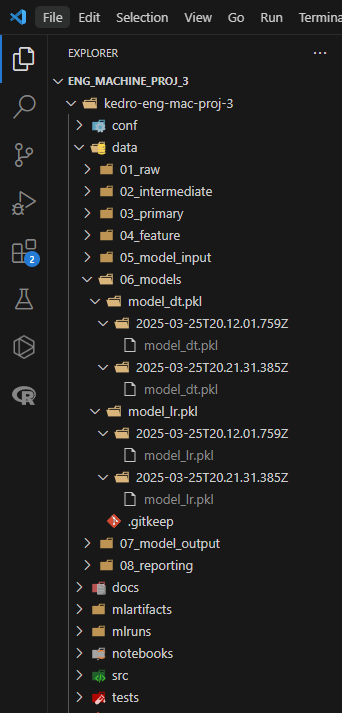 File Edit Selection View Go Run Terminal
EXPLORER ...
ENG_MACHINE_PROJ_3
kedro-eng-mac-proj-3
conf
data
01_raw
02_intermediate
03_primary
04_feature
05_model_input
06_models
model_dt.pkl
2025-03-25T20.12.01.759Z
model_dt.pkl
2025-03-25T20.21.31.385Z
model_dt.pkl
model_lr.pkl
2025-03-25T20.12.01.759Z
model_lr.pkl
2025-03-25T20.21.31.385Z
model_lr.pkl
.gitkeep
07_model_output
08_reporting
docs
mlartifacts
mlruns
notebooks
src
tests
2
R